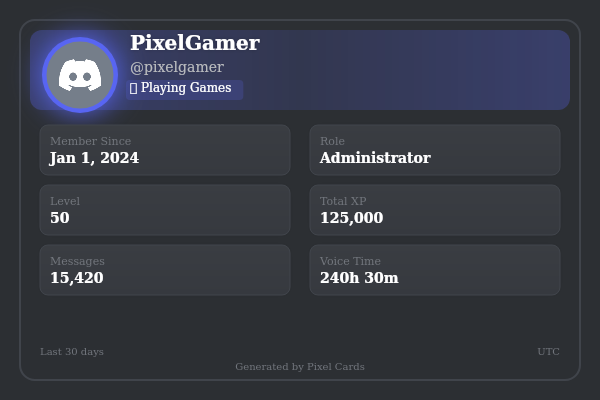 PixelGamer
@pixelgamer
Playing Games
Member Since
Jan 1, 2024
Role
Administrator
Level
50
Total XP
125,000
Messages
15,420
Voice Time
240h 30m
Last 30 days
UTC
Generated by Pixel Cards